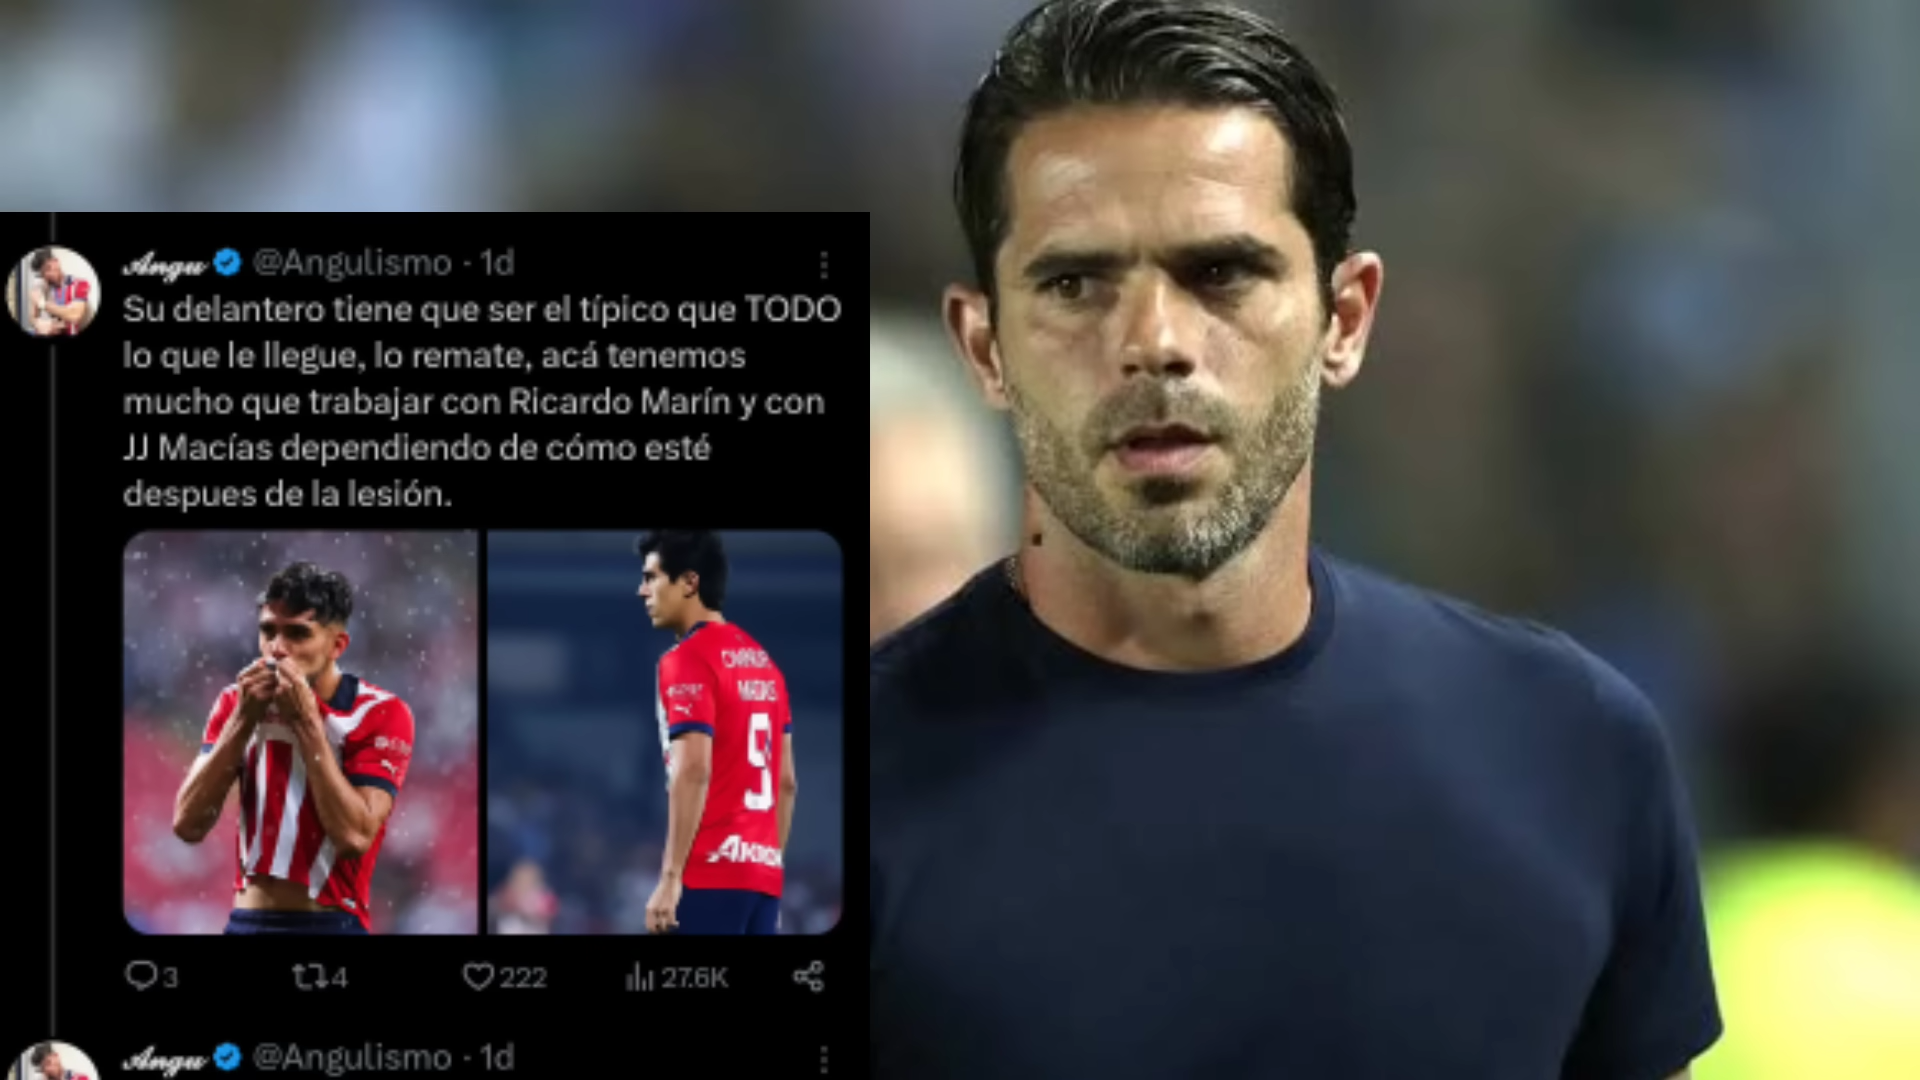 Angu @Angulismo · 1d
Su delantero tiene que ser el típico que TODO
lo que le llegue, lo remate, acá tenemos
mucho que trabajar con Ricardo Marín y con
JJ Macías dependiendo de cómo esté
despues de la lesión.
9
3 4 222 27.6K
Angu @Angulismo · 1d